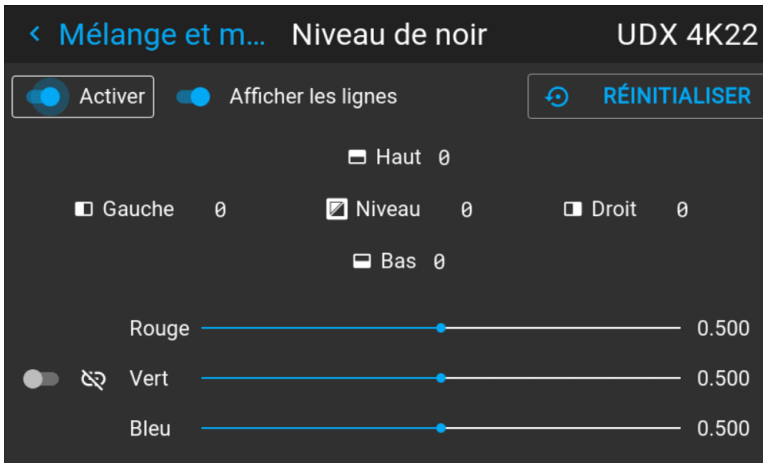 Mélange et m... Niveau de noir UDX 4K22
Activer Afficher les lignes RÉINITIALISER
Haut 0
Gauche 0 Niveau 0 Droit 0
Bas 0
Rouge 0.500
Vert 0.500
Bleu 0.500